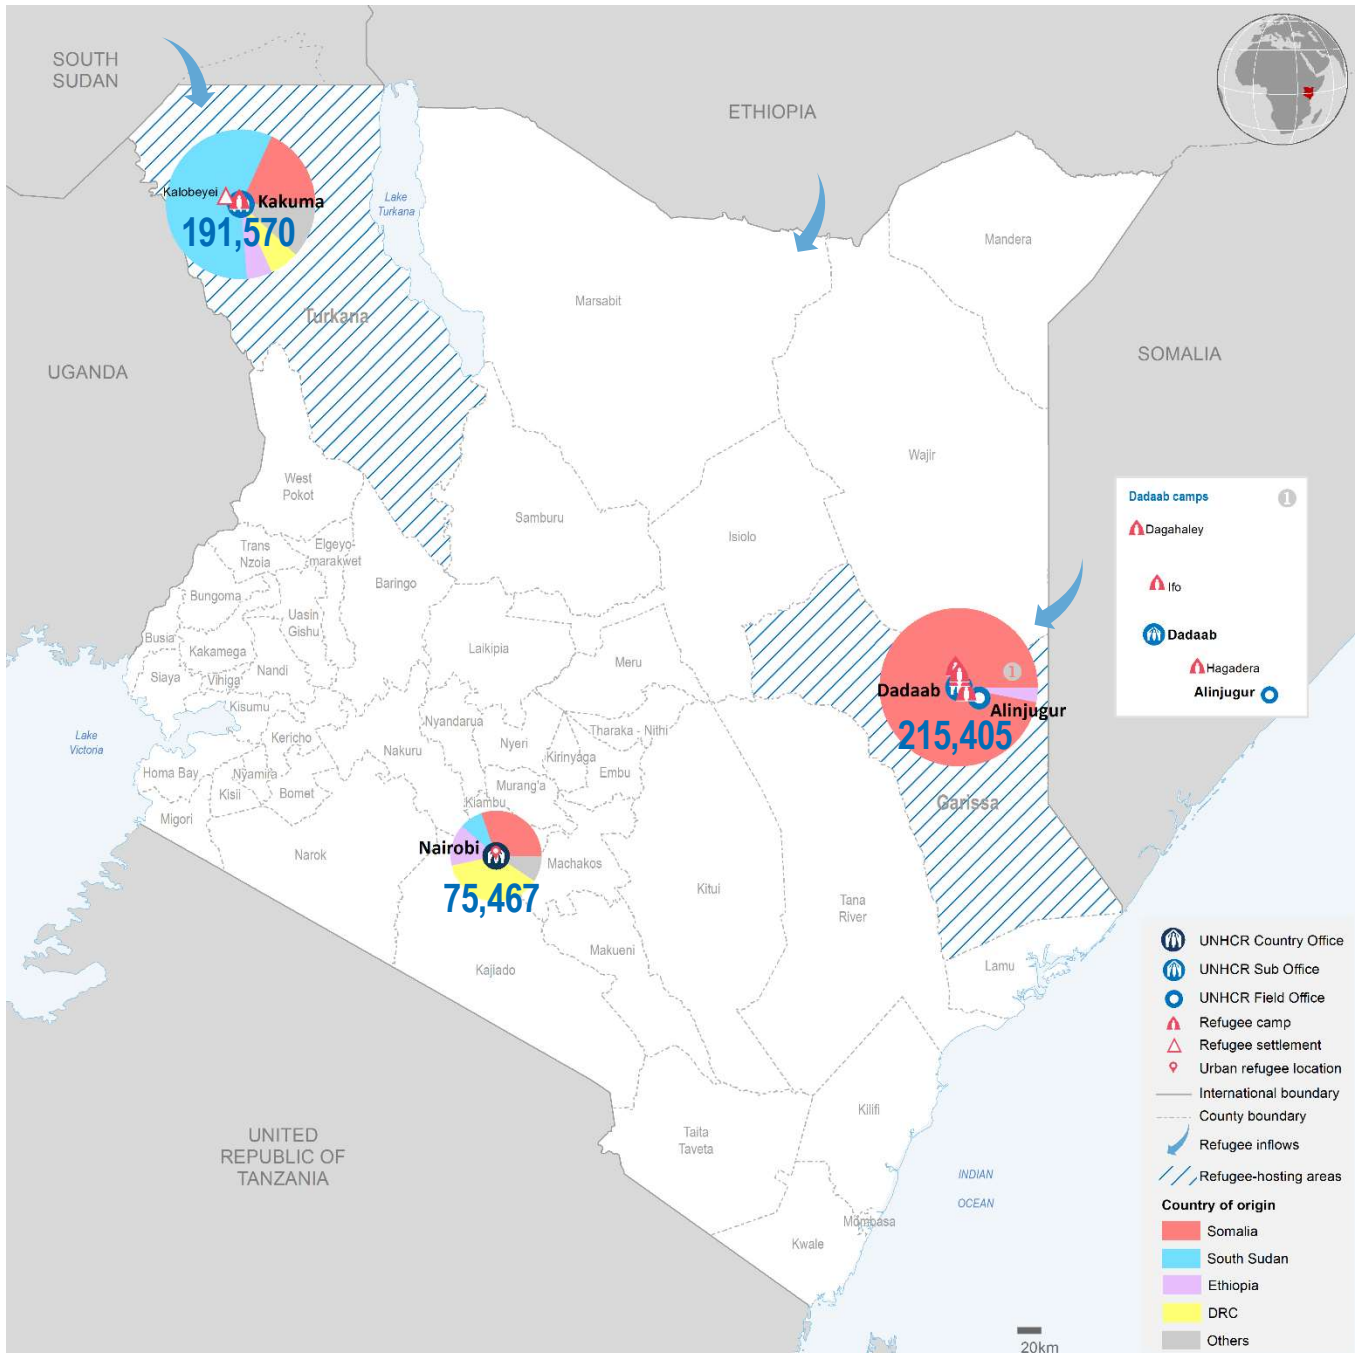 SOUTH
SUDAN
ETHIOPIA
UGANDA
SOMALIA
UNITED
REPUBLIC OF
TANZANIA
Lake
Turkana
Lake
Victoria
INDIAN
OCEAN
Kalobeyei
Kakuma
191,570
Turkana
Marsabit
Mandera
Wajir
West
Pokot
Samburu
Isiolo
Trans
Nzoia
Elgeyo-
marakwet
Baringo
Bungoma
Uasin
Gishu
Busia
Kakamega
Nandi
Laikipia
Meru
Siaya
Vihiga
Kisumu
Kericho
Nyandarua
Nyeri
Tharaka - Nithi
Kirinyaga
Embu
Nakuru
Murang'a
Kiambu
Homa Bay
Nyamira
Kisii
Bomet
Migori
Narok
Nairobi
75,467
Machakos
Kitui
Tana
River
Makueni
Kajiado
Lamu
Garissa
1
Dadaab
Alinjugur
215,405
Taita
Taveta
Kilifi
Mombasa
Kwale
Dadaab camps
1
Dagahaley
Ifo
Dadaab
Hagadera
Alinjugur
UNHCR Country Office
UNHCR Sub Office
UNHCR Field Office
Refugee camp
Refugee settlement
Urban refugee location
International boundary
County boundary
Refugee inflows
Refugee-hosting areas
Country of origin
Somalia
South Sudan
Ethiopia
DRC
Others
20km